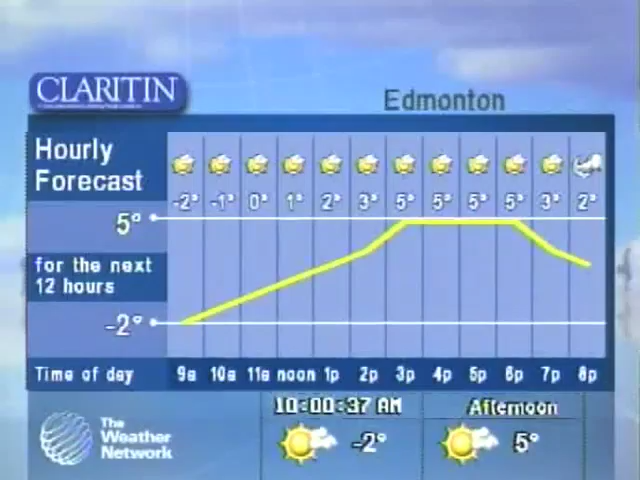 CLARITIN
Edmonton
Hourly
Forecast
-2° -1° 0° 1° 2° 3° 5° 5° 5° 5° 3° 2°
5°
for the next
12 hours
-2°
Time of day 9a 10a 11a noon 1p 2p 3p 4p 5p 6p 7p 8p
10:00:37 AM Afternoon
The
Weather
Network
-2° 5°